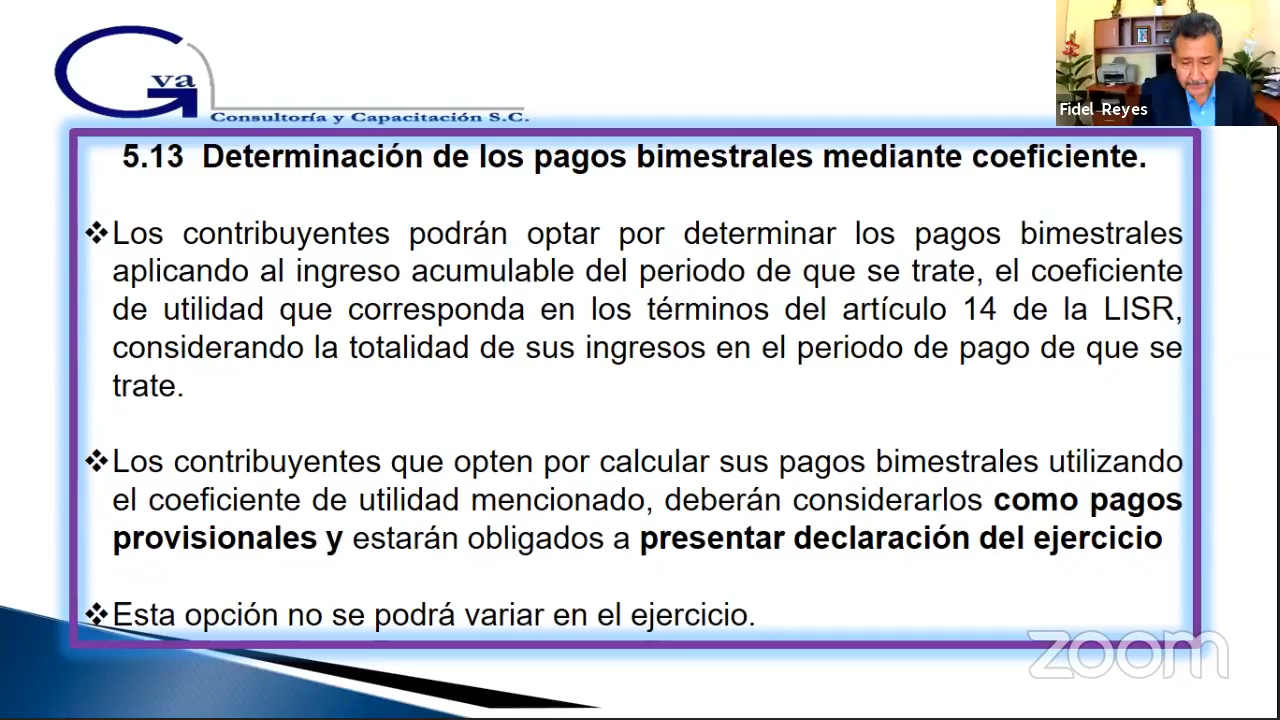 va
Consultoría y Capacitación S.C.
Fidel Reyes
5.13 Determinación de los pagos bimestrales mediante coeficiente.
❖Los contribuyentes podrán optar por determinar los pagos bimestrales
aplicando al ingreso acumulable del periodo de que se trate, el coeficiente
de utilidad que corresponda en los términos del artículo 14 de la LISR,
considerando la totalidad de sus ingresos en el periodo de pago de que se
trate.
❖Los contribuyentes que opten por calcular sus pagos bimestrales utilizando
el coeficiente de utilidad mencionado, deberán considerarlos como pagos
provisionales y estarán obligados a presentar declaración del ejercicio
❖Esta opción no se podrá variar en el ejercicio.
zoom